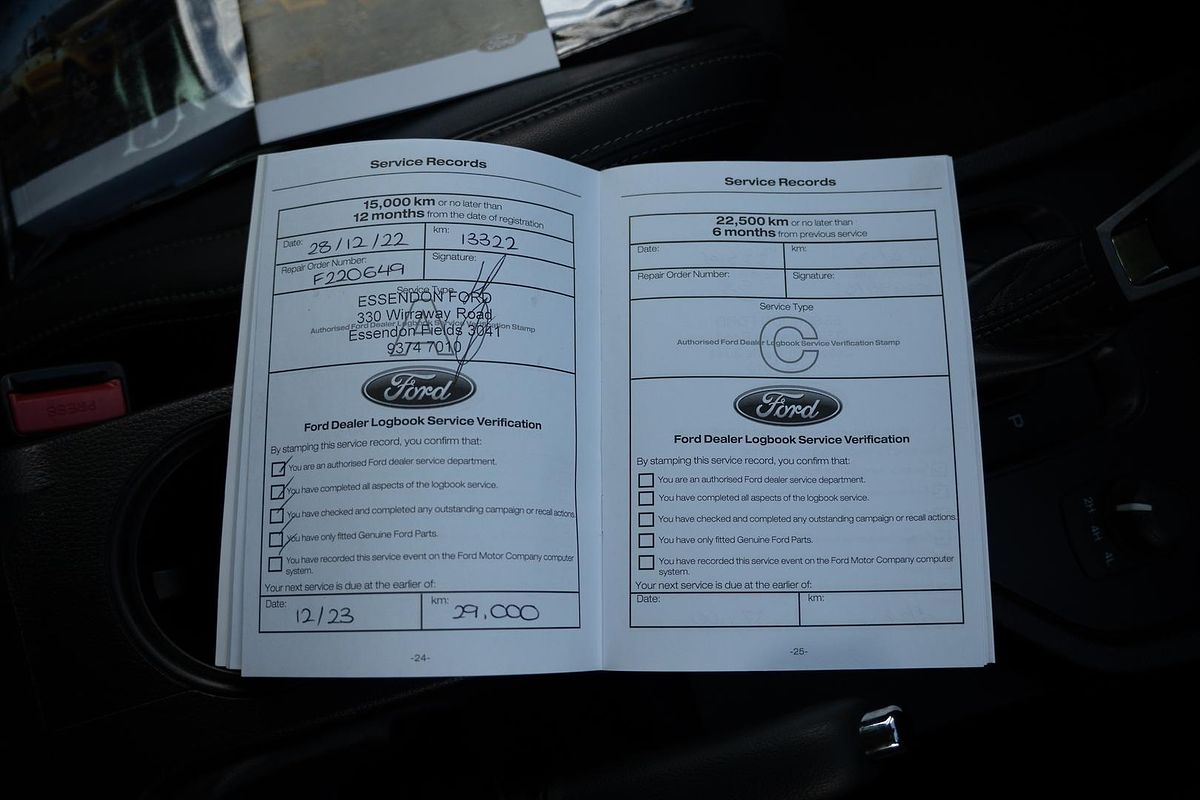 Service Records
15,000 km or no later than
12 months from the date of registration
Date: 28/12/22
km: 13322
Repair Order Number: F220649
Signature:
Service Type
A
ESSENDON FORD
330 Wirraway Road
Authorised Ford Dealer Logbook Service Verification Stamp
Essendon Fields 3041
9374 7010
Ford
Ford Dealer Logbook Service Verification
By stamping this service record, you confirm that:
You are an authorised Ford dealer service department.
You have completed all aspects of the logbook service.
You have checked and completed any outstanding campaign or recall actions.
You have only fitted Genuine Ford Parts.
You have recorded this service event on the Ford Motor Company computer
system.
Your next service is due at the earlier of:
Date: 12/23
km: 29,000
-24-
Service Records
22,500 km or no later than
6 months from previous service
Date:
km:
Repair Order Number:
Signature:
Service Type
C
Authorised Ford Dealer Logbook Service Verification Stamp
Ford
Ford Dealer Logbook Service Verification
By stamping this service record, you confirm that:
You are an authorised Ford dealer service department.
You have completed all aspects of the logbook service.
You have checked and completed any outstanding campaign or recall actions.
You have only fitted Genuine Ford Parts.
You have recorded this service event on the Ford Motor Company computer
system.
Your next service is due at the earlier of:
Date:
km:
-25-
Ford
PRESS
P
2H 4H 4L